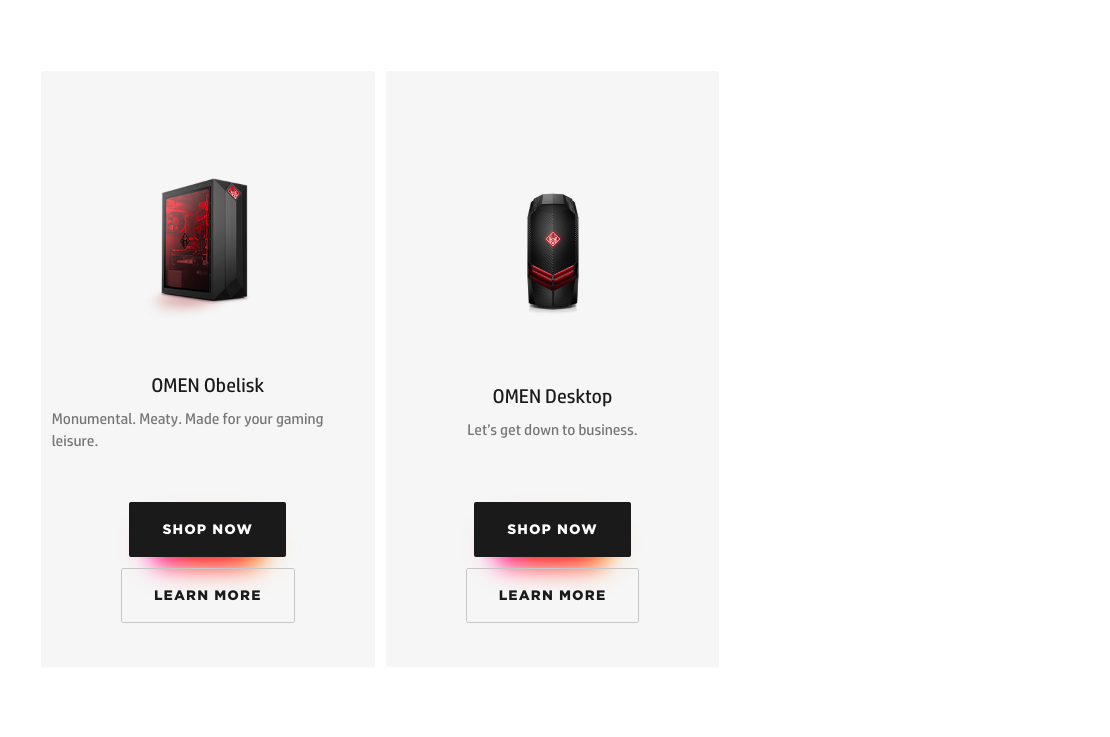 OMEN Obelisk
Monumental. Meaty. Made for your gaming
leisure.
SHOP NOW
LEARN MORE
OMEN Desktop
Let's get down to business.
SHOP NOW
LEARN MORE